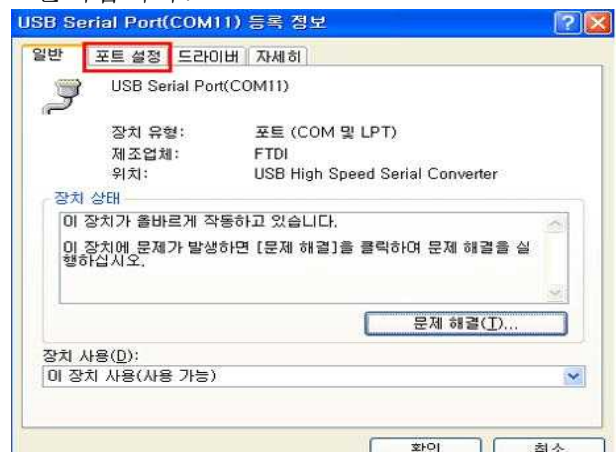 USB Serial Port(COM11) 등록 정보
일반 포트 설정 드라이버 자세히
USB Serial Port(COM11)
장치 유형: 포트 (COM 및 LPT)
제조업체: FTDI
위치: USB High Speed Serial Converter
장치 상태
이 장치가 올바르게 작동하고 있습니다.
이 장치에 문제가 발생하면 [문제 해결]을 클릭하여 문제 해결을 실
행하십시오.
문제 해결(T)...
장치 사용(D):
이 장치 사용(사용 가능)
확인 취소